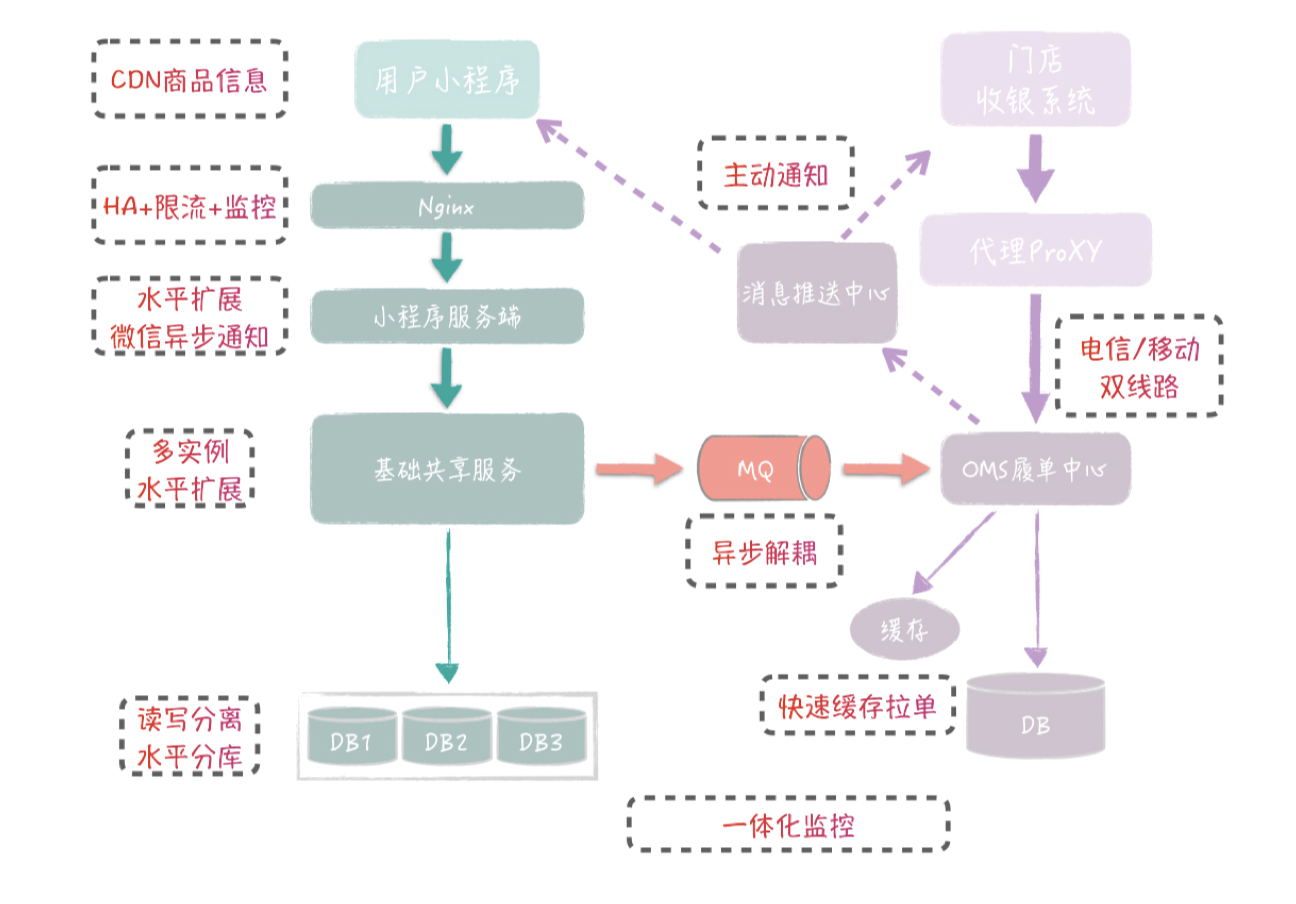 CDN商品信息
用户小程序
门店
收银系统
主动通知
HA+限流+监控
Nginx
代理ProXY
水平扩展
微信异步通知
小程序服务端
消息推送中心
电信/移动
双线路
多实例
水平扩展
基础共享服务
MQ
OMS履单中心
异步解耦
缓存
读写分离
水平分库
DB1
DB2
DB3
快速缓存拉单
DB
一体化监控